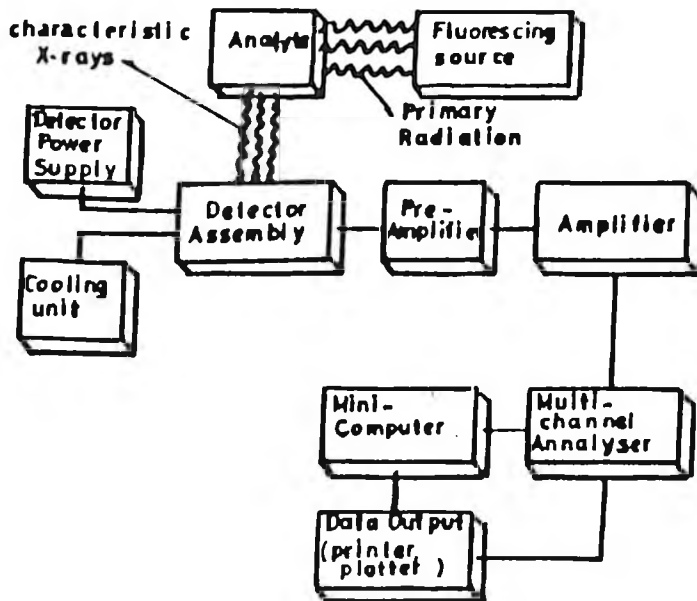 characteristic
X-rays
Analyte
Fluorescing
source
Primary
Radiation
Detector
Power
Supply
Detector
Assembly
Pre-
Amplifier
Amplifier
Cooling
unit
Mini-
Computer
Multi-
channel
Annalyser
Data Output
(printer,
plotter)